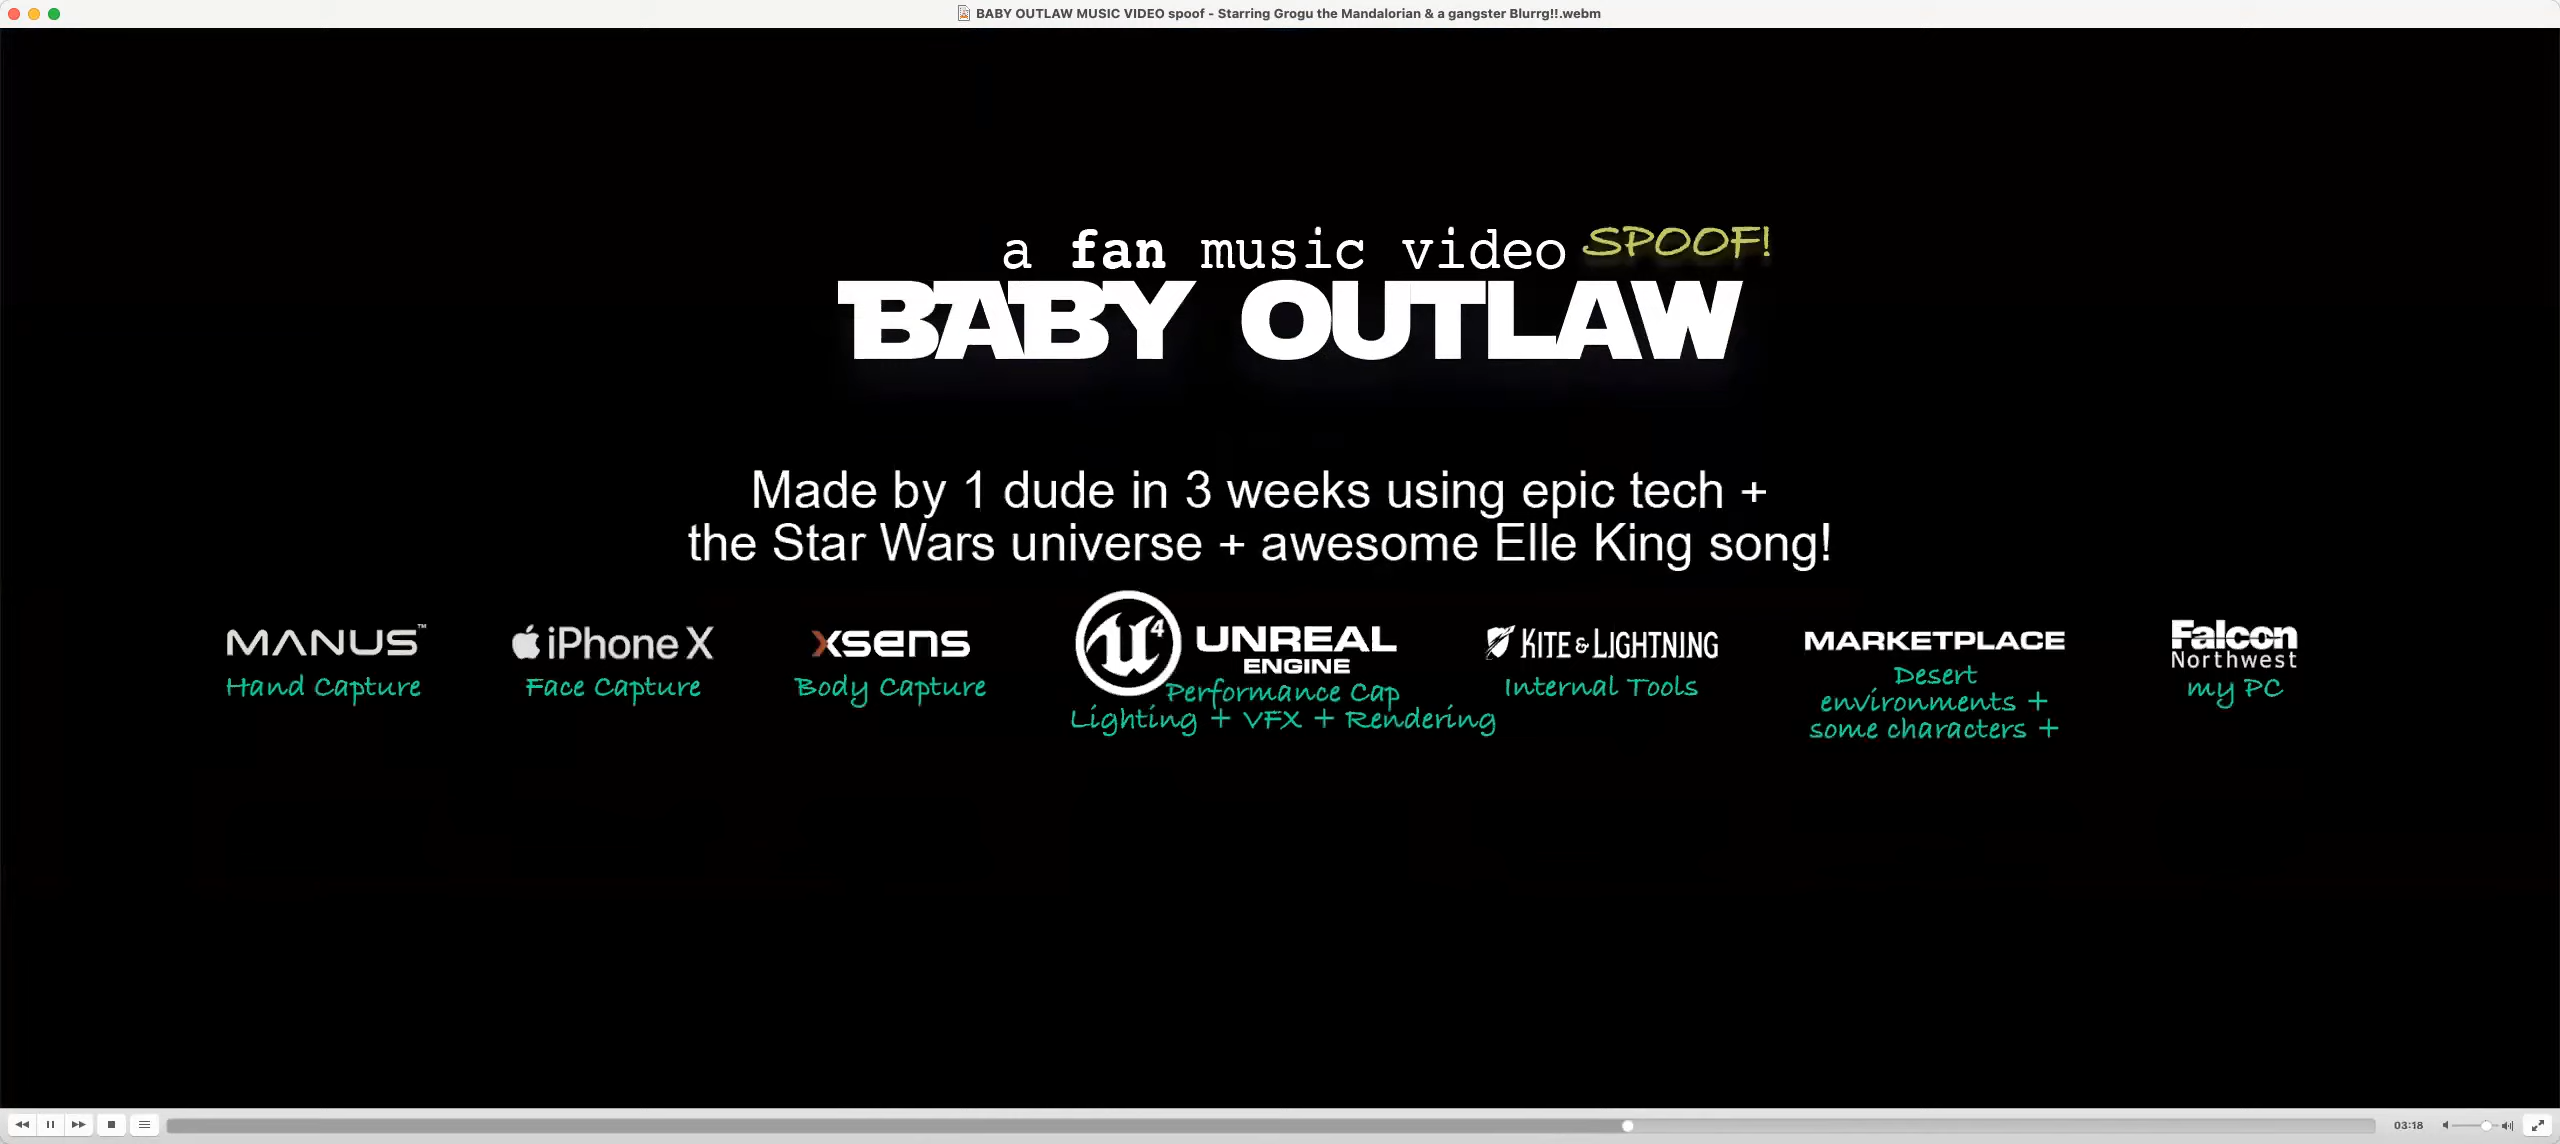 BABY OUTLAW MUSIC VIDEO spoof - Starring Grogu the Mandalorian & a gangster Blurrg!!.webm
a fan music video SPOOF!
BABY OUTLAW
Made by 1 dude in 3 weeks using epic tech +
the Star Wars universe + awesome Elle King song!
MANUS™
Hand Capture
iPhone X
Face Capture
xsens
Body Capture
U4 UNREAL
ENGINE
Performance Cap
Lighting + VFX + Rendering
KITE & LIGHTNING
Internal Tools
MARKETPLACE
Desert
environments +
some characters +
Falcon
Northwest
my PC
03:18